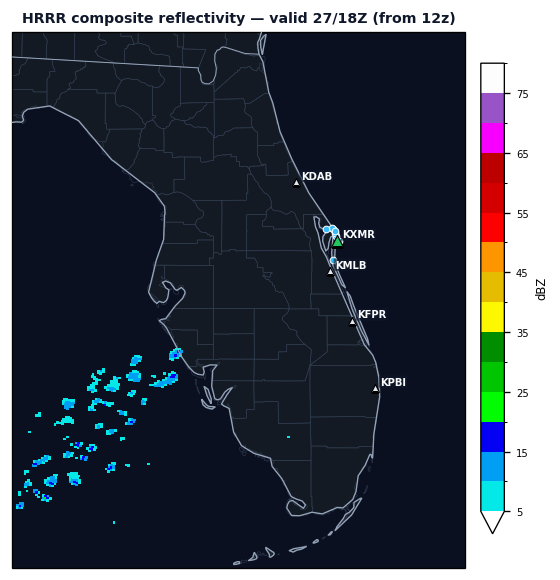 HRRR composite reflectivity — valid 27/18Z (from 12z)
KDAB
KXMR
KMLB
KFPR
KPBI
75
65
55
45
35
25
15
5
dBZ